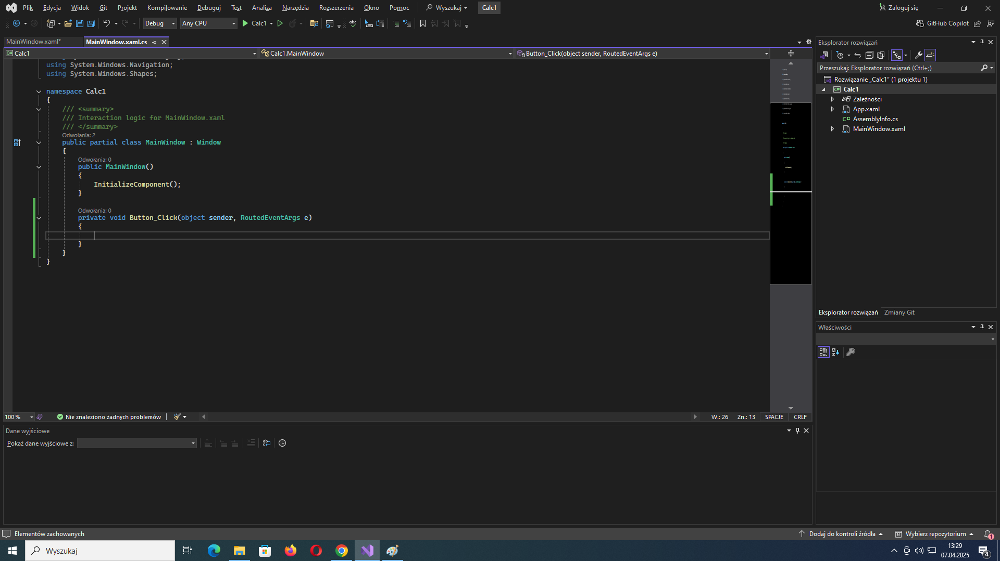 Plik Edycja Widok Git Projekt Kompilowanie Debuguj Test Analiza Narzędzia Rozszerzenia Okno Pomoc Wyszukaj Calc1 Zaloguj się
Debug Any CPU Calc1 GitHub Copilot
MainWindow.xaml* MainWindow.xaml.cs
Calc1 Calc1.MainWindow Button_Click(object sender, RoutedEventArgs e)
using System.Windows.Navigation;
using System.Windows.Shapes;
namespace Calc1
{
/// <summary>
/// Interaction logic for MainWindow.xaml
/// </summary>
Odwołania: 2
public partial class MainWindow : Window
{
Odwołania: 0
public MainWindow()
{
InitializeComponent();
}
Odwołania: 0
private void Button_Click(object sender, RoutedEventArgs e)
{
}
}
}
100 % Nie znaleziono żadnych problemów W.: 26 Zn.: 13 SPACJE CRLF
Dane wyjściowe
Pokaż dane wyjściowe z:
Eksplorator rozwiązań
Przeszukaj: Eksplorator rozwiązań (Ctrl+;)
Rozwiązanie „Calc1” (1 projektu 1)
Calc1
Zależności
App.xaml
AssemblyInfo.cs
MainWindow.xaml
Eksplorator rozwiązań Zmiany Git
Właściwości
Elementów zachowanych Dodaj do kontroli źródła Wybierz repozytorium 1
Wyszukaj
13:29
07.04.2025
4